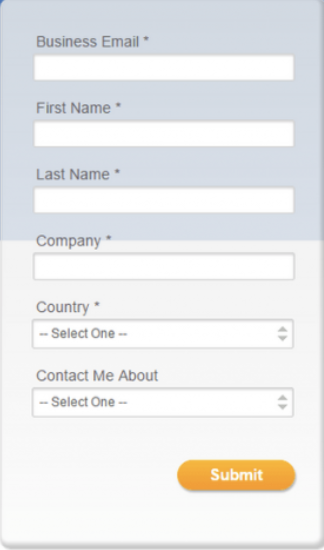 Business Email *
First Name *
Last Name *
Company *
Country *
-- Select One --
Contact Me About
-- Select One --
Submit